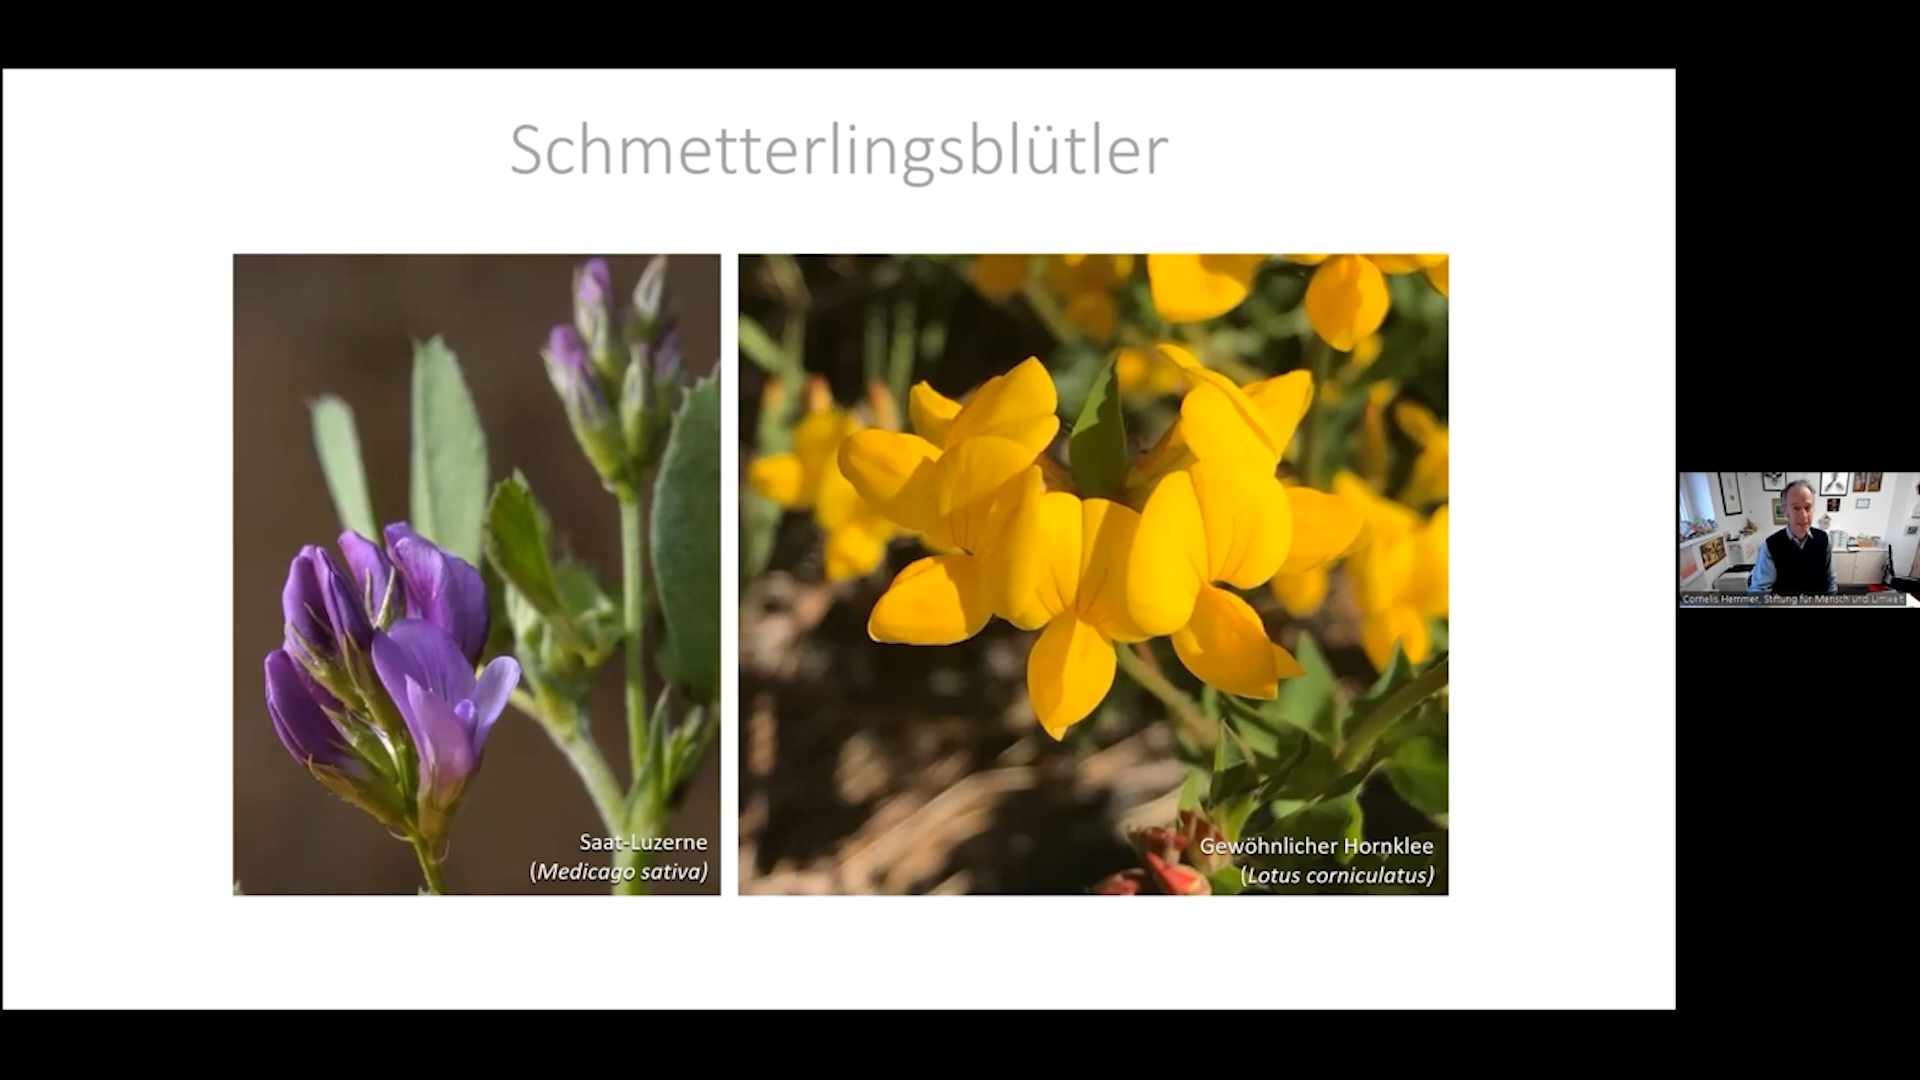 Schmetterlingsblütler
Saat-Luzerne
(Medicago sativa)
Gewöhnlicher Hornklee
(Lotus corniculatus)
Cornelis Hemmer, Stiftung für Mensch und Umwelt